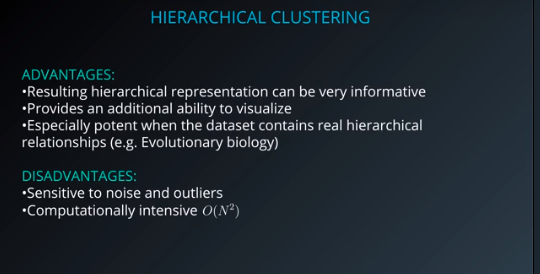 HIERARCHICAL CLUSTERING
ADVANTAGES:
•Resulting hierarchical representation can be very informative
•Provides an additional ability to visualize
•Especially potent when the dataset contains real hierarchical
relationships (e.g. Evolutionary biology)
DISADVANTAGES:
•Sensitive to noise and outliers
•Computationally intensive O(N²)